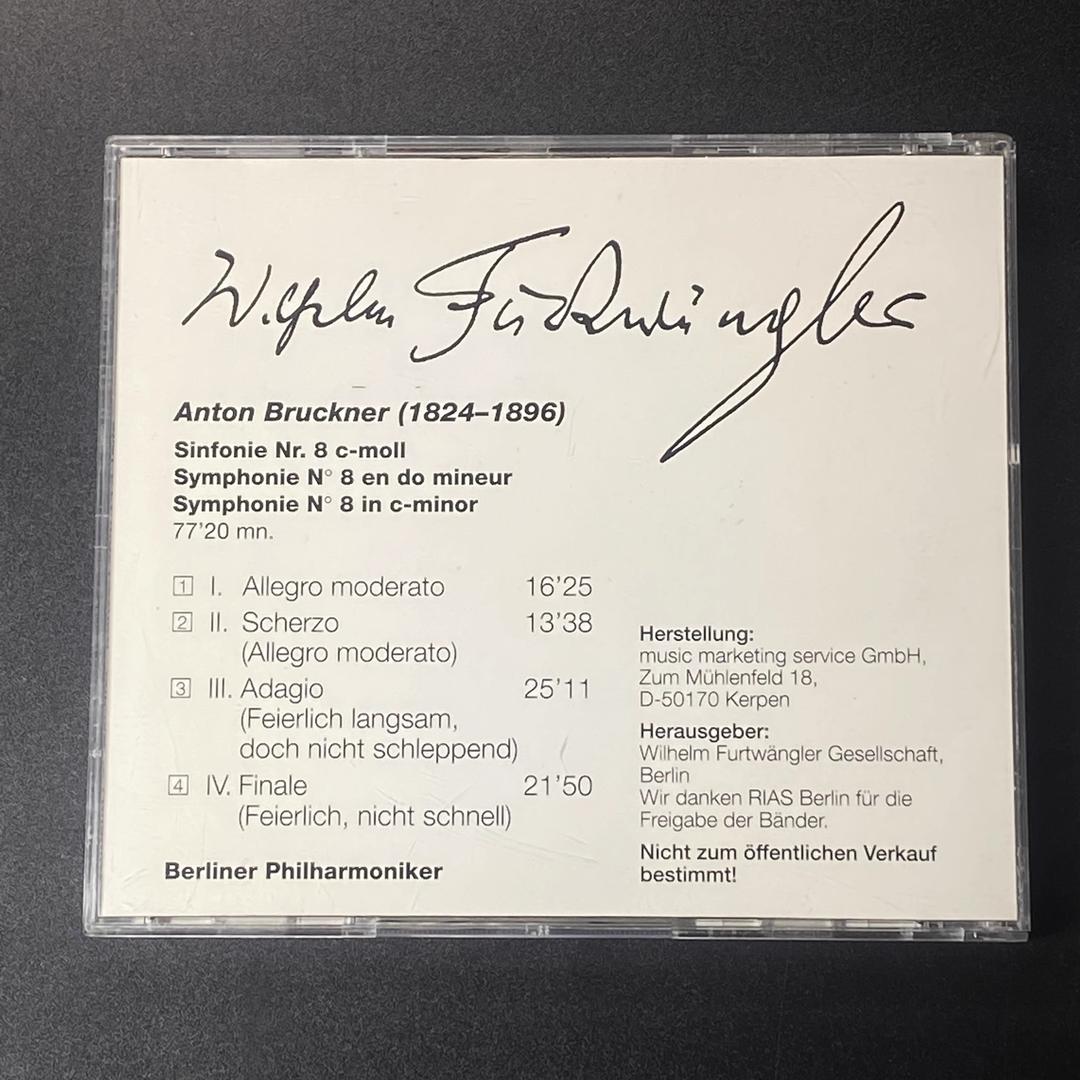 Wilhelm Furtwängler
Anton Bruckner (1824–1896)
Sinfonie Nr. 8 c-moll
Symphonie N° 8 en do mineur
Symphonie N° 8 in c-minor
77'20 mn.
1 I. Allegro moderato 16'25
2 II. Scherzo 13'38
(Allegro moderato)
3 III. Adagio 25'11
(Feierlich langsam,
doch nicht schleppend)
4 IV. Finale 21'50
(Feierlich, nicht schnell)
Berliner Philharmoniker
Herstellung:
music marketing service GmbH,
Zum Mühlenfeld 18,
D-50170 Kerpen
Herausgeber:
Wilhelm Furtwängler Gesellschaft,
Berlin
Wir danken RIAS Berlin für die
Freigabe der Bänder.
Nicht zum öffentlichen Verkauf
bestimmt!